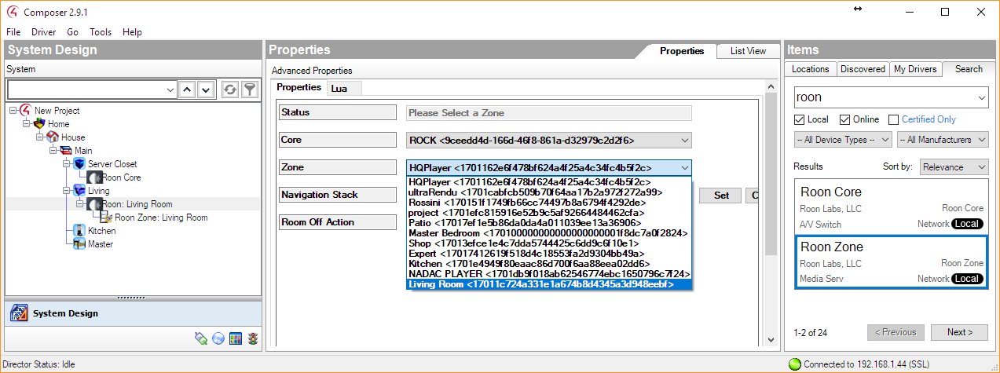 Composer 2.9.1
File Driver Go Tools Help
System Design
System
New Project
Home
House
Main
Server Closet
Roon Core
Living
Roon: Living Room
Roon Zone: Living Room
Kitchen
Master
System Design
Properties
Properties
List View
Advanced Properties
Properties
Lua
Status
Please Select a Zone
Core
ROCK <9ceedd4d-166d-46f8-861a-d32979c2d2f6>
Zone
HQPlayer <1701162e6f478bf624a4f25a4c34fc4b5f2c>
HQPlayer <1701162e6f478bf624a4f25a4c34fc4b5f2c>
ultraRendu <1701cabfcb509b70f64aa17b2a972f272a99>
Rossini <170151f1749fb66cc74497b8a6794f4292de>
project <1701efc815916e52b9c5af92664484462cfa>
Patio <17017ef1e5b86da0da4a011039ee13a36906>
Master Bedroom <1701000000000000000000001f8dc7a0f2824>
Shop <17013efce1e4c7dda5744425c6dd9c6f10e1>
Expert <17017412619f518d4c18553fa2d9304bb49a>
Kitchen <1701e4949f80eaac86d700f6aa88eea02dd6>
NADAC PLAYER <1701db9f018ab62546774ebc1650796c7f24>
Living Room <17011c724a331e1a674b8d4345a3d948eebf>
Navigation Stack
Set
C
Room Off Action
Items
Locations
Discovered
My Drivers
Search
roon
Local
Online
Certified Only
-- All Device Types --
-- All Manufacturers
Results
Sort by:
Relevance
Roon Core
Roon Labs, LLC
Roon Core
A/V Switch
Network Local
Roon Zone
Roon Labs, LLC
Roon Zone
Media Serv
Network Local
1-2 of 24
< Previous
Next >
Director Status: Idle
Connected to 192.168.1.44 (SSL)